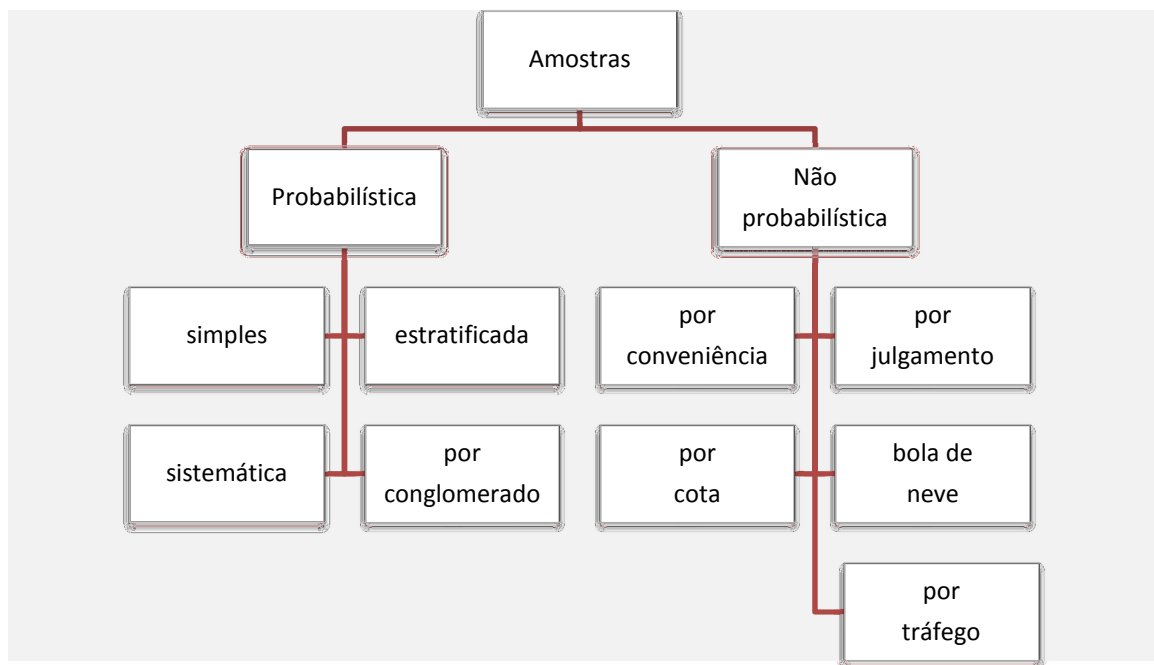 Amostras
Probabilística
Não
probabilística
simples
estratificada
por
conveniência
por
julgamento
sistemática
por
conglomerado
por
cota
bola de
neve
por
tráfego